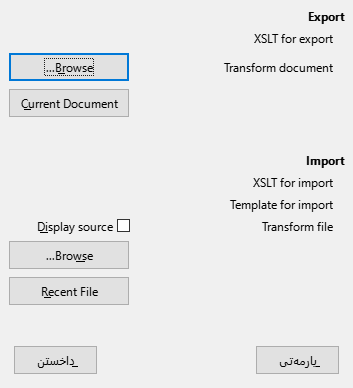 Export
XSLT for export
Transform document
Browse...
Current Document
Import
XSLT for import
Template for import
Transform file
Display source
Browse...
Recent File
یارمەتی
داخستن